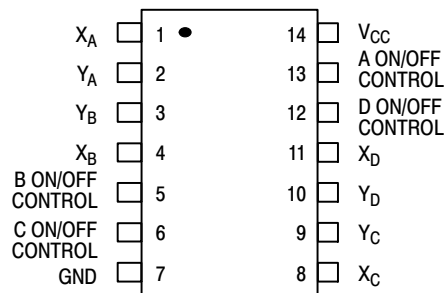 XA 1 14 VCC
YA 2 13 A ON/OFF CONTROL
YB 3 12 D ON/OFF CONTROL
XB 4 11 XD
B ON/OFF CONTROL 5 10 YD
C ON/OFF CONTROL 6 9 YC
GND 7 8 XC